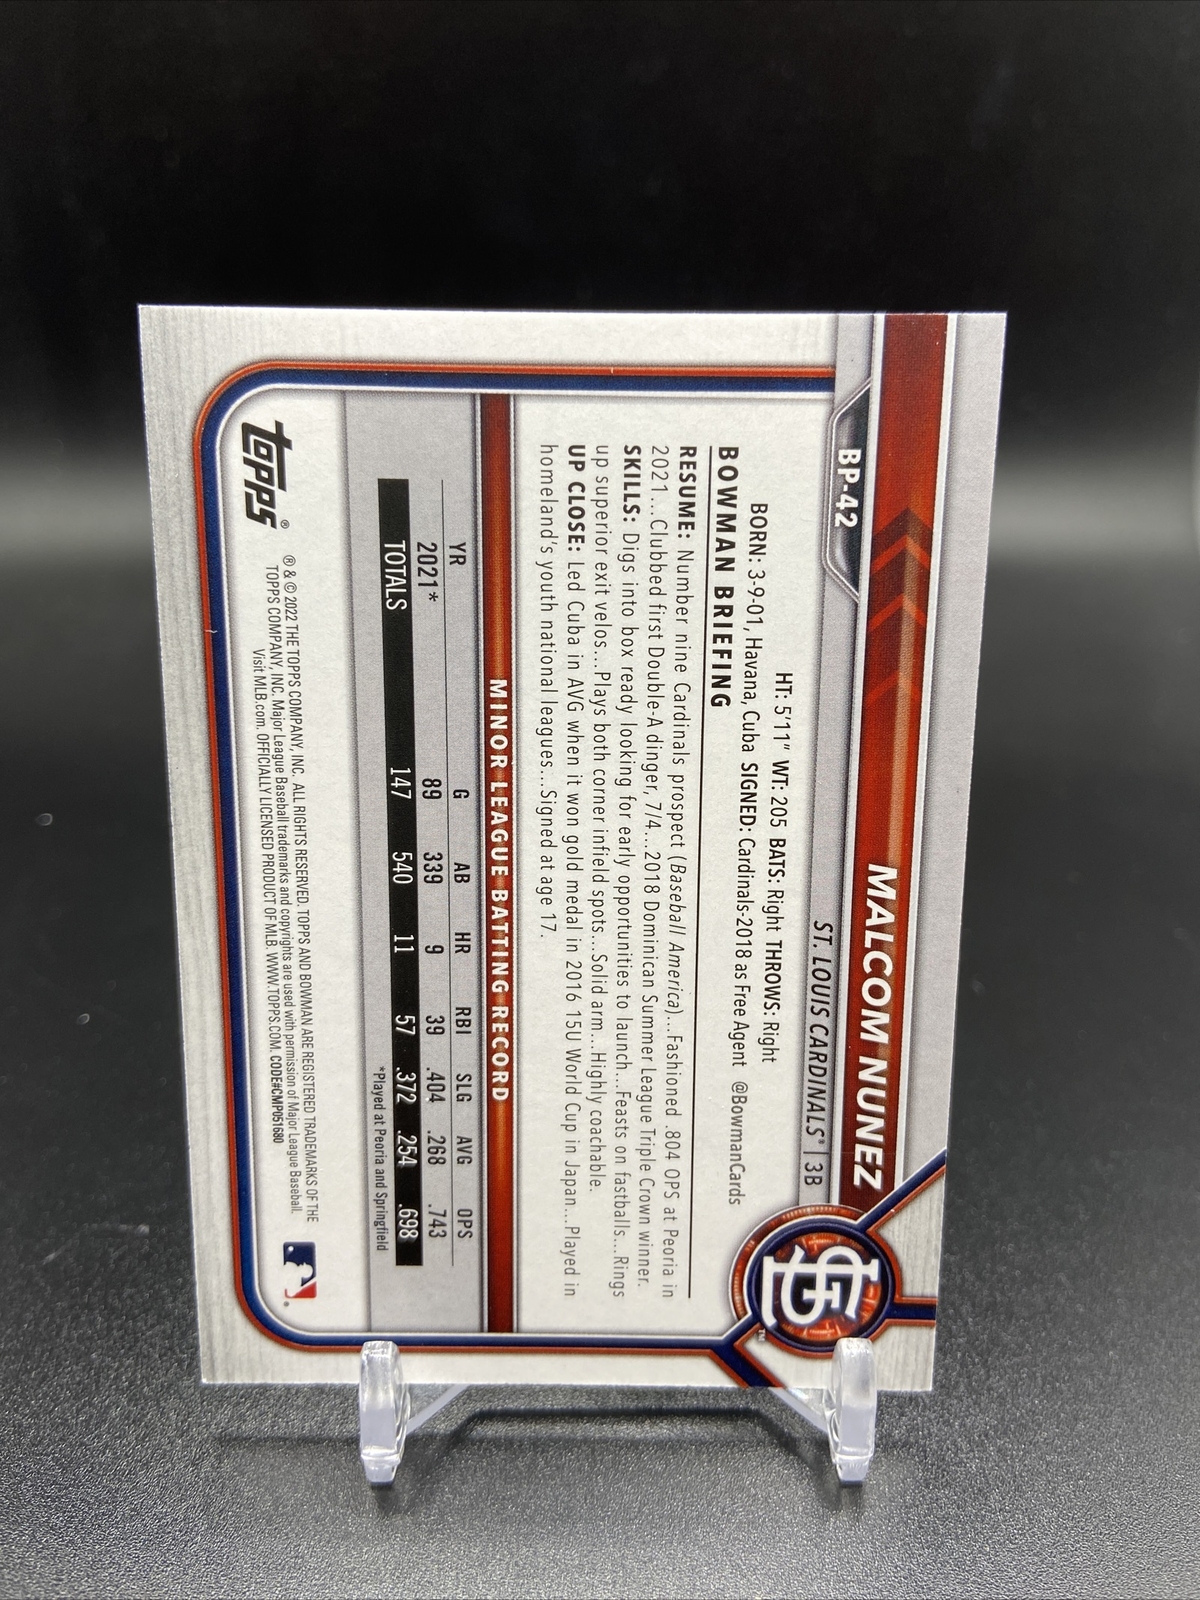 BP-42
MALCOM NUNEZ
ST. LOUIS CARDINALS® | 3B
HT: 5'11" WT: 205 BATS: Right THROWS: Right
BORN: 3-9-01, Havana, Cuba SIGNED: Cardinals-2018 as Free Agent @BowmanCards
BOWMAN BRIEFING
RESUME: Number nine Cardinals prospect (Baseball America)...Fashioned .804 OPS at Peoria in
2021...Clubbed first Double-A dinger, 7/4...2018 Dominican Summer League Triple Crown winner.
SKILLS: Digs into box ready looking for early opportunities to launch...Feasts on fastballs...Rings
up superior exit velos...Plays both corner infield spots...Solid arm...Highly coachable.
UP CLOSE: Led Cuba in AVG when it won gold medal in 2016 15U World Cup in Japan...Played in
homeland's youth national leagues...Signed at age 17.
MINOR LEAGUE BATTING RECORD
YR G AB HR RBI SLG AVG OPS
2021* 89 339 9 39 .404 .268 .743
TOTALS 147 540 11 57 .372 .254 .698
*Played at Peoria and Springfield
topps®
® & © 2022 THE TOPPS COMPANY, INC. ALL RIGHTS RESERVED. TOPPS AND BOWMAN ARE REGISTERED TRADEMARKS OF THE
TOPPS COMPANY, INC. Major League Baseball trademarks and copyrights are used with permission of Major League Baseball.
Visit MLB.com. OFFICIALLY LICENSED PRODUCT OF MLB. WWW.TOPPS.COM. CODE#CMP051680
STL
TM